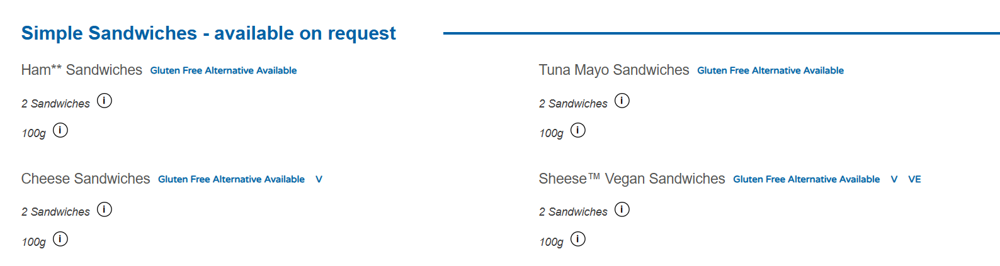 Simple Sandwiches - available on request
Ham** Sandwiches Gluten Free Alternative Available
2 Sandwiches i
100g i
Tuna Mayo Sandwiches Gluten Free Alternative Available
2 Sandwiches i
100g i
Cheese Sandwiches Gluten Free Alternative Available V
2 Sandwiches i
100g i
Sheese™ Vegan Sandwiches Gluten Free Alternative Available V VE
2 Sandwiches i
100g i